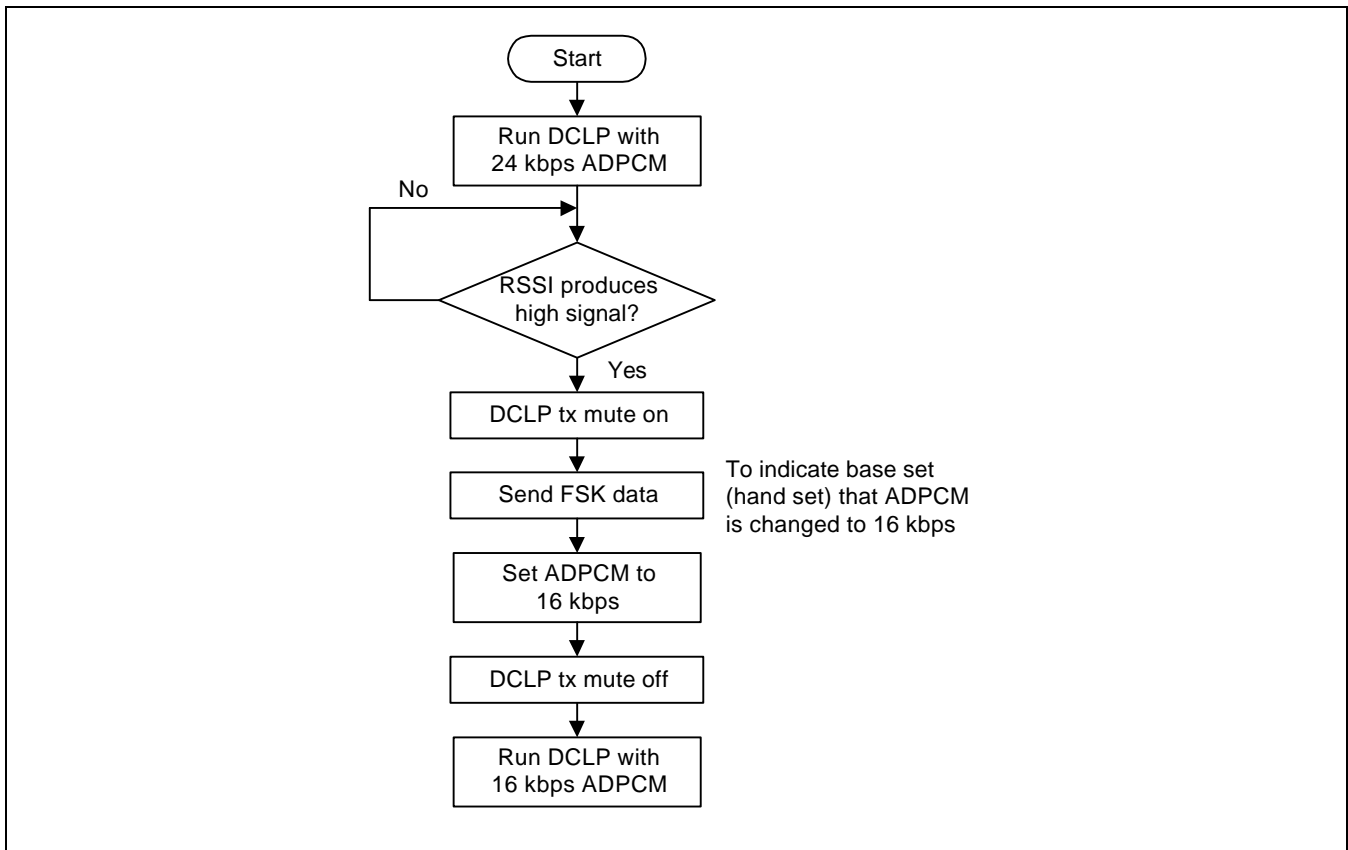 Start
Run DCLP with
24 kbps ADPCM
No
RSSI produces
high signal?
Yes
DCLP tx mute on
Send FSK data
To indicate base set
(hand set) that ADPCM
is changed to 16 kbps
Set ADPCM to
16 kbps
DCLP tx mute off
Run DCLP with
16 kbps ADPCM